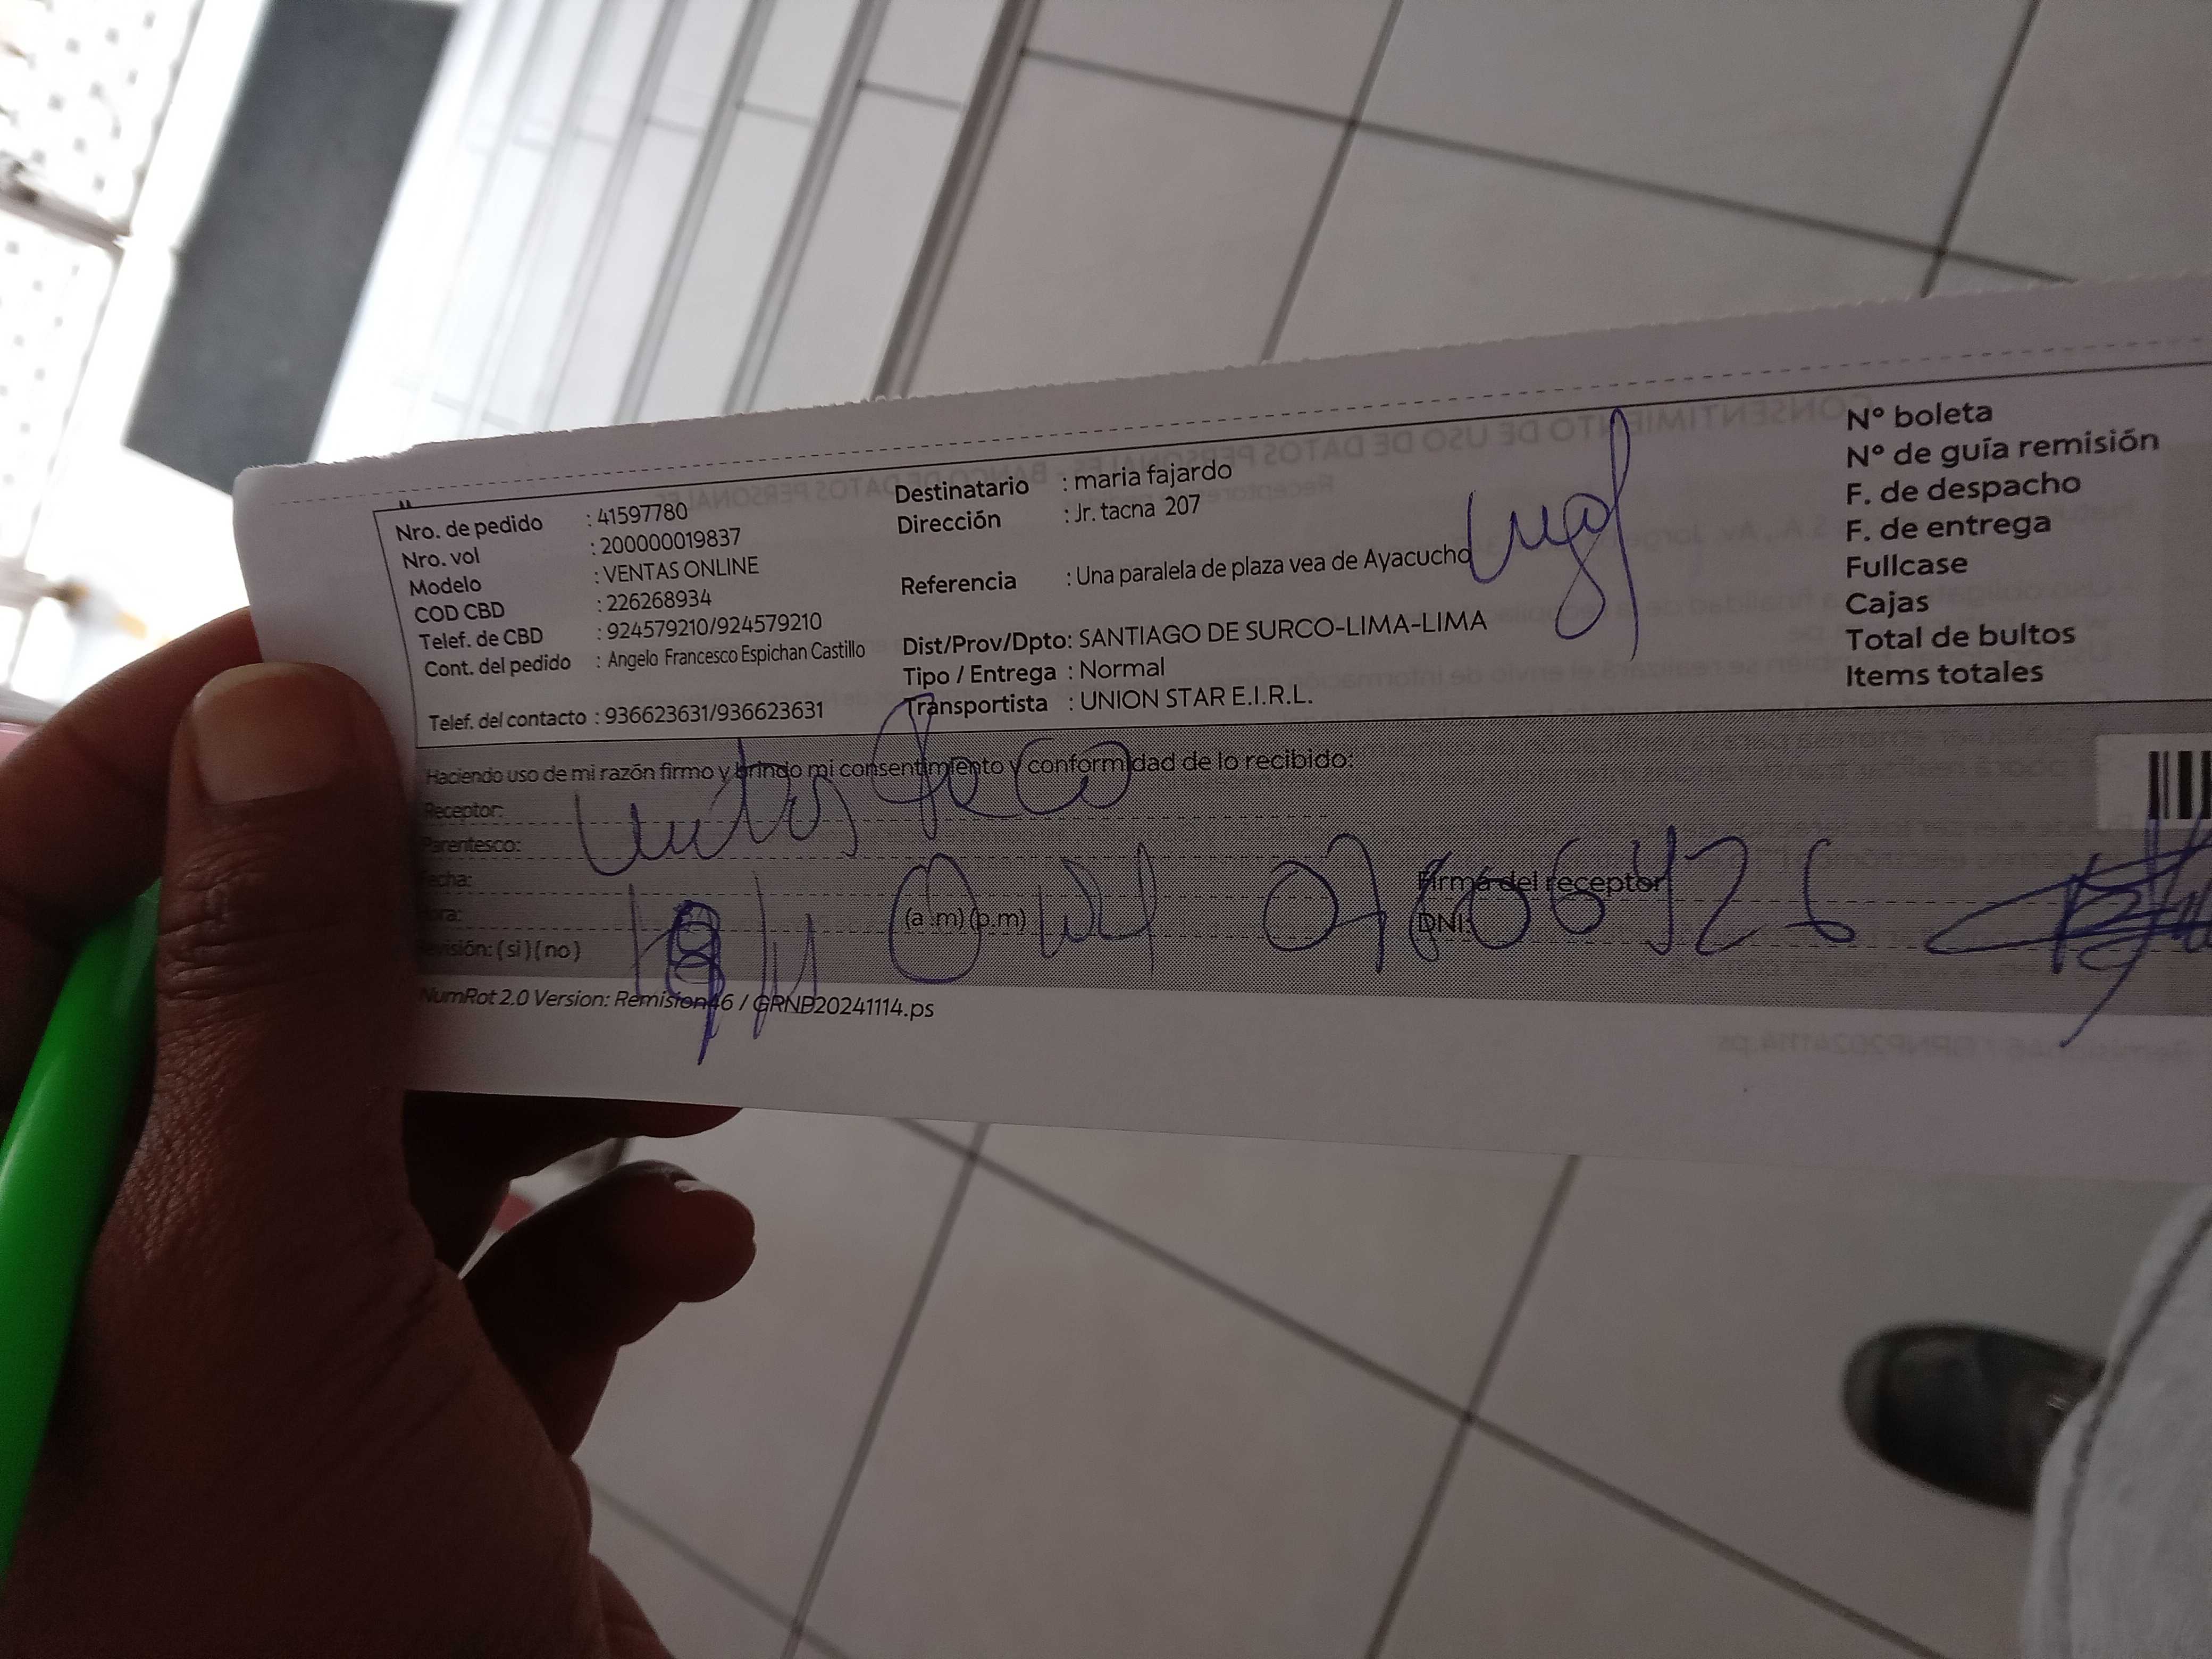 Nro. de pedido : 41597780
Nro. vol : 200000019837
Modelo : VENTAS ONLINE
COD CBD : 226268934
Telef. de CBD : 924579210/924579210
Cont. del pedido : Angelo Francesco Espichan Castillo
Telef. del contacto : 936623631/936623631
Destinatario : maria fajardo
Dirección : Jr. tacna 207
Referencia : Una paralela de plaza vea de Ayacucho
Dist/Prov/Dpto: SANTIAGO DE SURCO-LIMA-LIMA
Tipo / Entrega : Normal
Transportista : UNION STAR E.I.R.L.
N° boleta
N° de guía remisión
F. de despacho
F. de entrega
Fullcase
Cajas
Total de bultos
Items totales
Haciendo uso de mi razón firmo y brindo mi consentimiento y conformidad de lo recibido:
Receptor:
Parentesco:
Fecha:
Hora: (a.m)(p.m)
Revisión: (si)(no)
Firma del receptor
DNI:
NumRot 2.0 Version: Remision46 / GRND20241114.ps